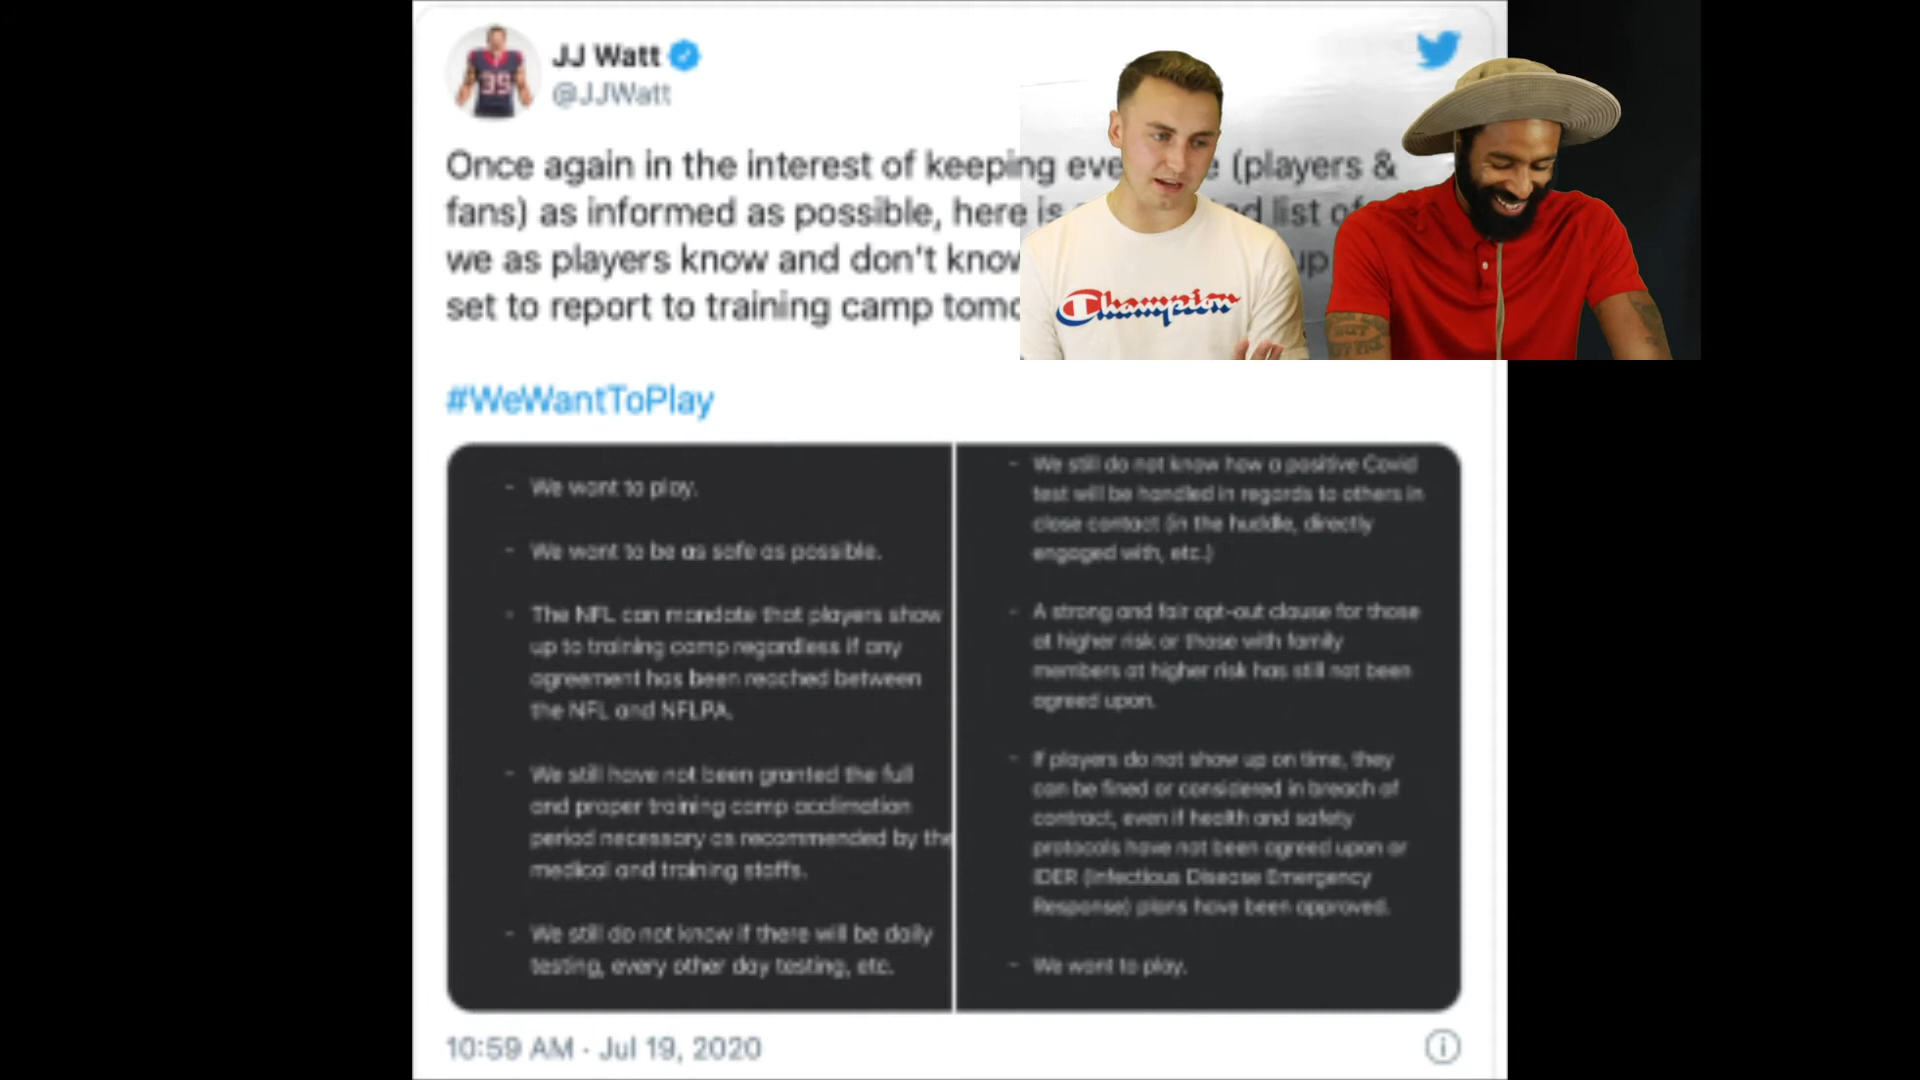 JJ Watt
@JJWatt
Once again in the interest of keeping eve e (players &
fans) as informed as possible, here is d list of
we as players know and don't know up
set to report to training camp tomo
#WeWantToPlay
- We want to play.
- We want to be as safe as possible.
- The NFL can mandate that players show
up to training camp regardless if any
agreement has been reached between
the NFL and NFLPA.
- We still have not been granted the full
and proper training camp acclimation
period necessary as recommended by the
medical and training staffs.
- We still do not know if there will be daily
testing, every other day testing, etc.
- We still do not know how a positive Covid
test will be handled in regards to others in
close contact (in the huddle, directly
engaged with, etc.)
- A strong and fair opt-out clause for those
at higher risk or those with family
members at higher risk has still not been
agreed upon.
- If players do not show up on time, they
can be fined or considered in breach of
contract, even if health and safety
protocols have not been agreed upon or
IDER (Infectious Disease Emergency
Response) plans have been approved.
- We want to play.
10:59 AM · Jul 19, 2020
Champion